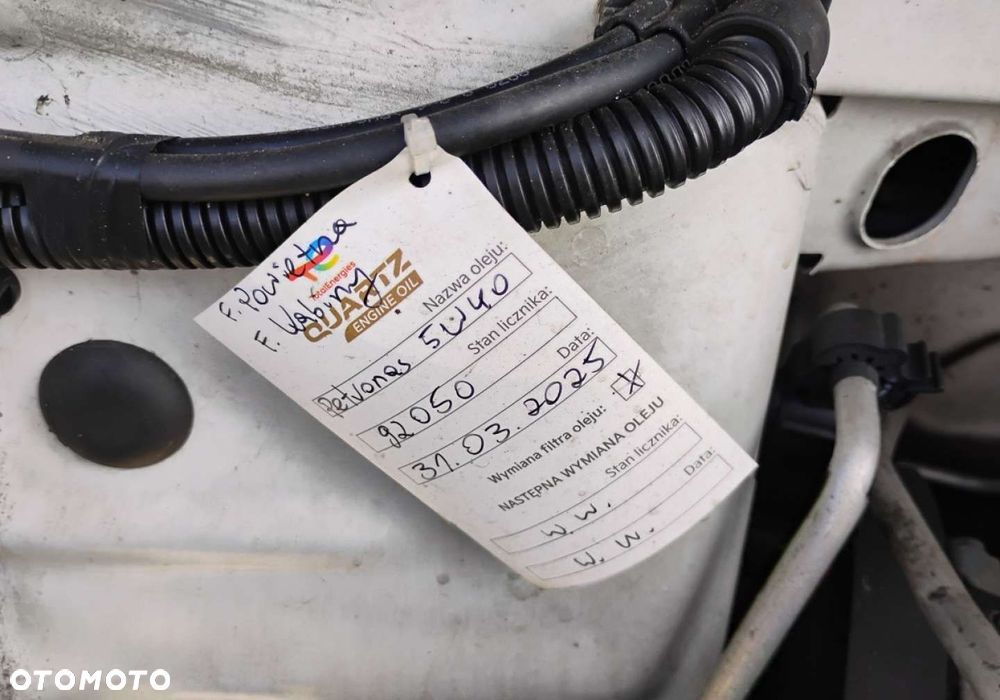 F. Powietrza
F. Kabiny
TotalEnergies
QUARTZ
ENGINE OIL
Nazwa oleju:
Petronas 5W40
Stan licznika:
92050
Data:
31.03.2025
Wymiana filtra oleju: X
NASTĘPNA WYMIANA OLEJU
Stan licznika:
W. W.
Data:
W. W.
OTOMOTO